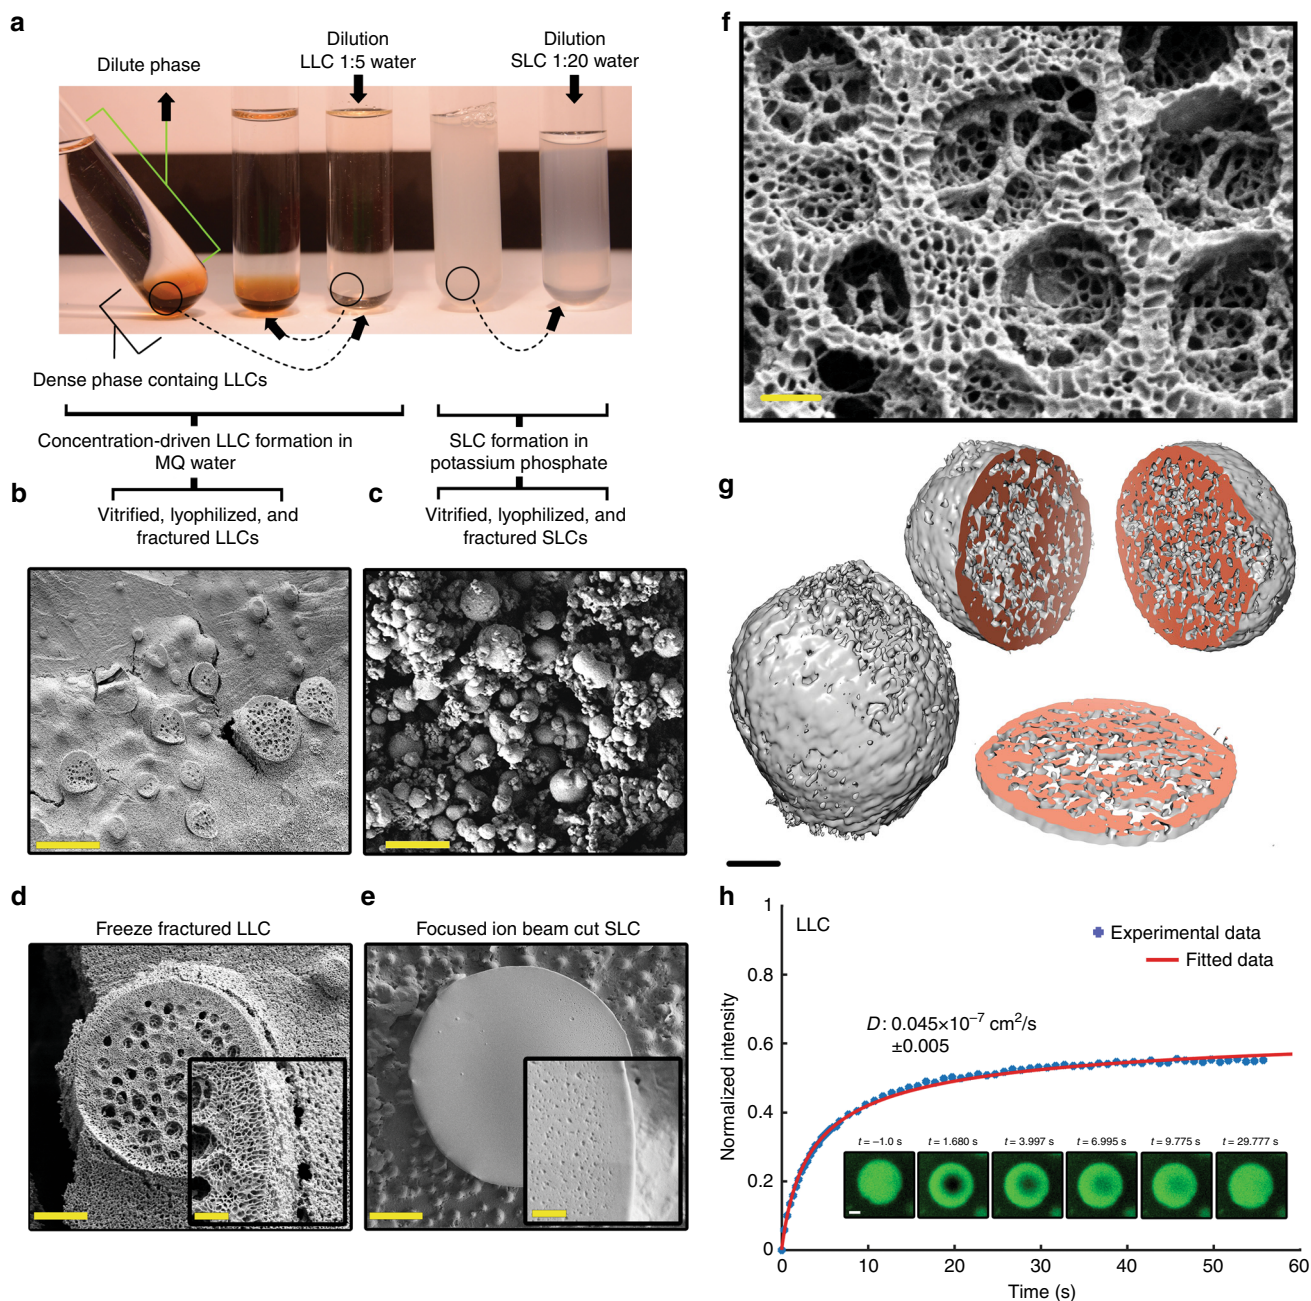 a
Dilute phase
Dilution
LLC 1:5 water
Dilution
SLC 1:20 water
Dense phase containg LLCs
Concentration-driven LLC formation in
MQ water
SLC formation in
potassium phosphate
b
Vitrified, lyophilized, and
fractured LLCs
c
Vitrified, lyophilized, and
fractured SLCs
d
Freeze fractured LLC
e
Focused ion beam cut SLC
f
g
h
1
0.8
0.6
0.4
0.2
0
Normalized intensity
LLC
Experimental data
Fitted data
D: 0.045×10⁻⁷ cm²/s
±0.005
t = −1.0 s
t = 1.680 s
t = 3.997 s
t = 6.995 s
t = 9.775 s
t = 29.777 s
0
10
20
30
40
50
60
Time (s)